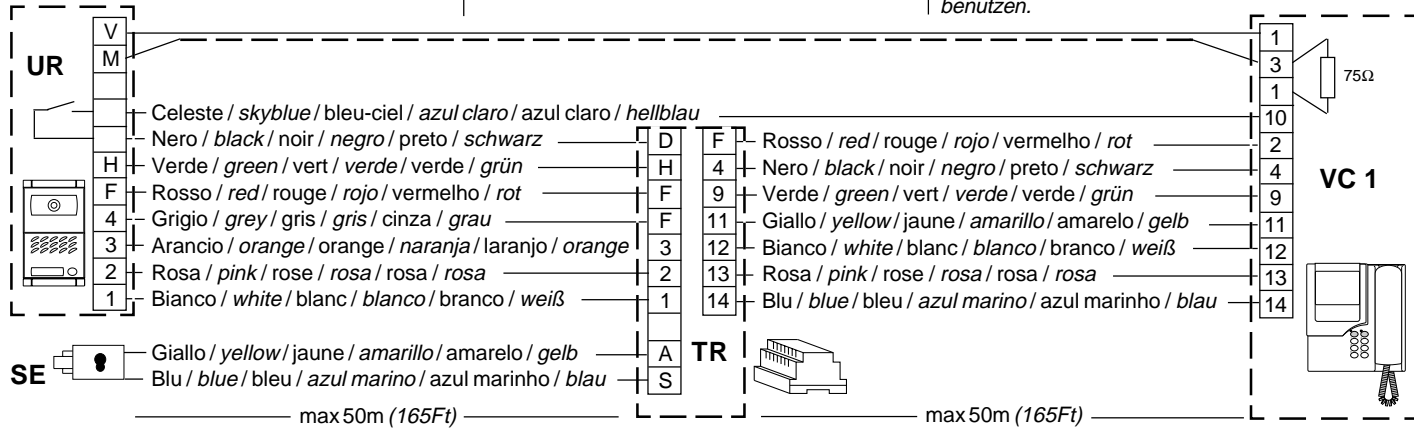 benutzen.
V 1
UR M 3
1 75Ω
Celeste / skyblue / bleu-ciel / azul claro / azul claro / hellblau 10
Nero / black / noir / negro / preto / schwarz D F Rosso / red / rouge / rojo / vermelho / rot 2
H Verde / green / vert / verde / verde / grün H 4 Nero / black / noir / negro / preto / schwarz 4 VC 1
F Rosso / red / rouge / rojo / vermelho / rot F 9 Verde / green / vert / verde / verde / grün 9
4 Grigio / grey / gris / gris / cinza / grau F 11 Giallo / yellow / jaune / amarillo / amarelo / gelb 11
3 Arancio / orange / orange / naranja / laranjo / orange 3 12 Bianco / white / blanc / blanco / branco / weiß 12
2 Rosa / pink / rose / rosa / rosa / rosa 2 13 Rosa / pink / rose / rosa / rosa / rosa 13
1 Bianco / white / blanc / blanco / branco / weiß 1 14 Blu / blue / bleu / azul marino / azul marinho / blau 14
Giallo / yellow / jaune / amarillo / amarelo / gelb A TR
SE Blu / blue / bleu / azul marino / azul marinho / blau S
max 50m (165Ft) max 50m (165Ft)